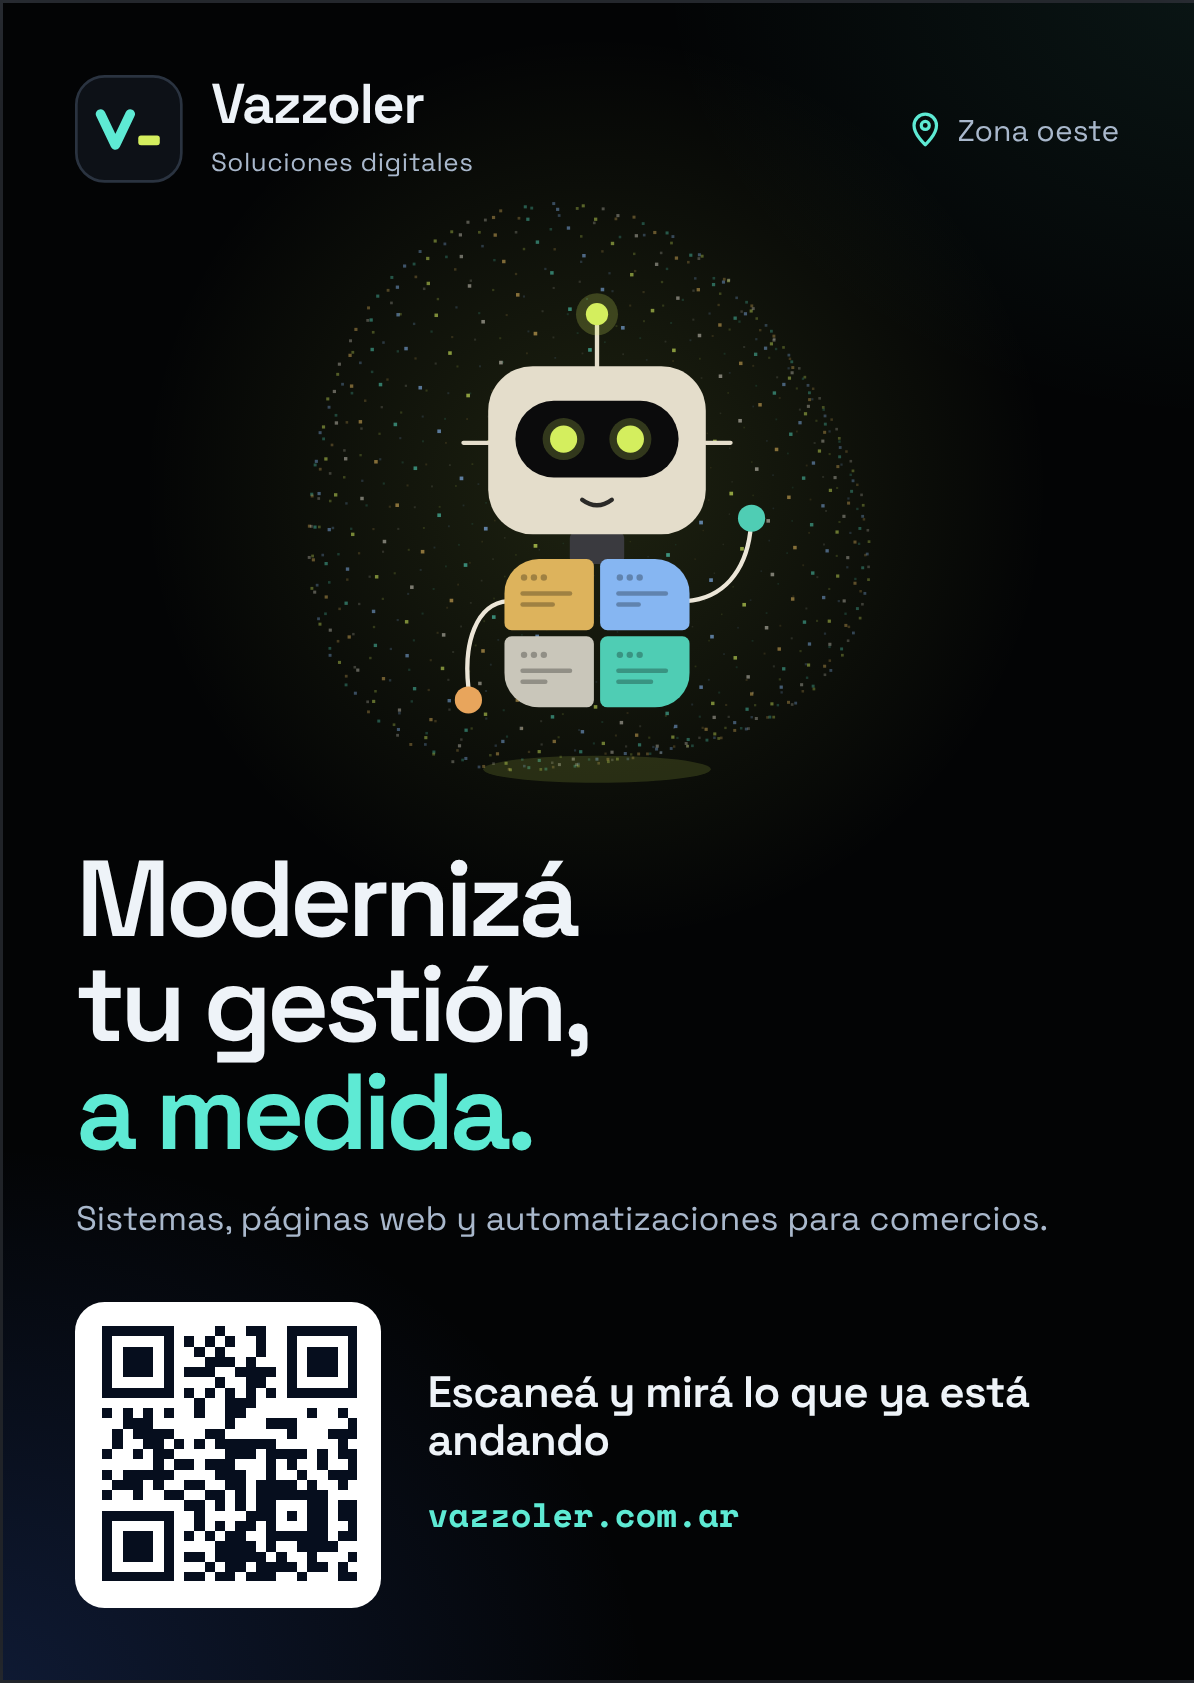 V_
Vazzoler
Soluciones digitales
Zona oeste
Modernizá
tu gestión,
a medida.
Sistemas, páginas web y automatizaciones para comercios.
Escaneá y mirá lo que ya está
andando
vazzoler.com.ar